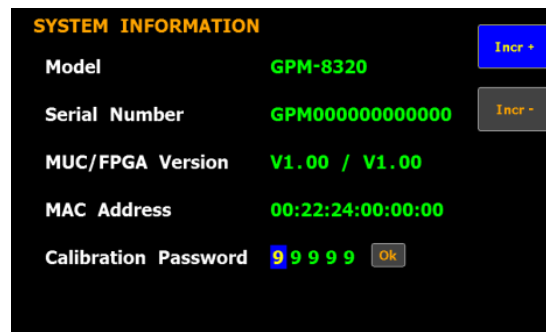 SYSTEM INFORMATION
Incr +
Model GPM-8320
Serial Number GPM000000000000
Incr -
MUC/FPGA Version V1.00 / V1.00
MAC Address 00:22:24:00:00:00
Calibration Password 9 9 9 9 9 Ok